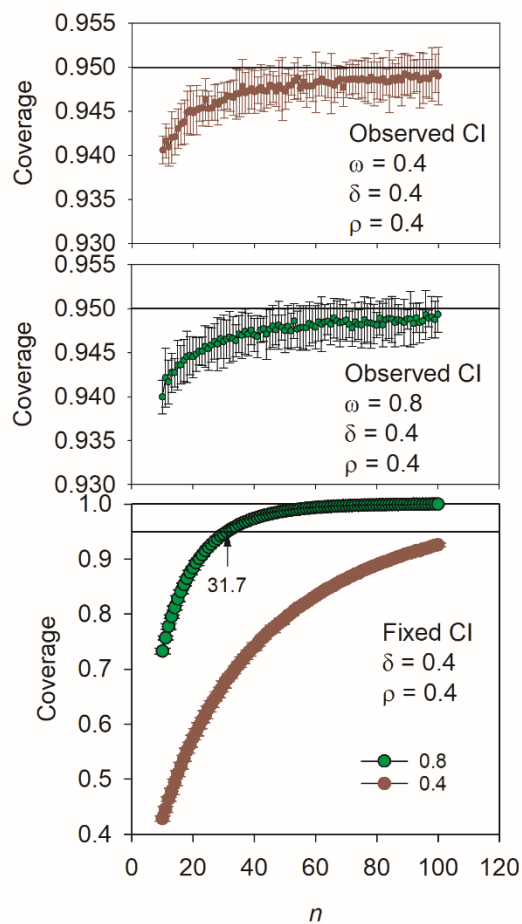 0.955
0.950
0.945
0.940
0.935
0.930
Coverage
Observed CI
ω = 0.4
δ = 0.4
ρ = 0.4
0.955
0.950
0.945
0.940
0.930
Coverage
Observed CI
ω = 0.8
δ = 0.4
ρ = 0.4
1.0
0.9
0.8
0.7
0.6
0.5
0.4
Coverage
31.7
Fixed CI
δ = 0.4
ρ = 0.4
0.8
0.4
0 20 40 60 80 100 120
n